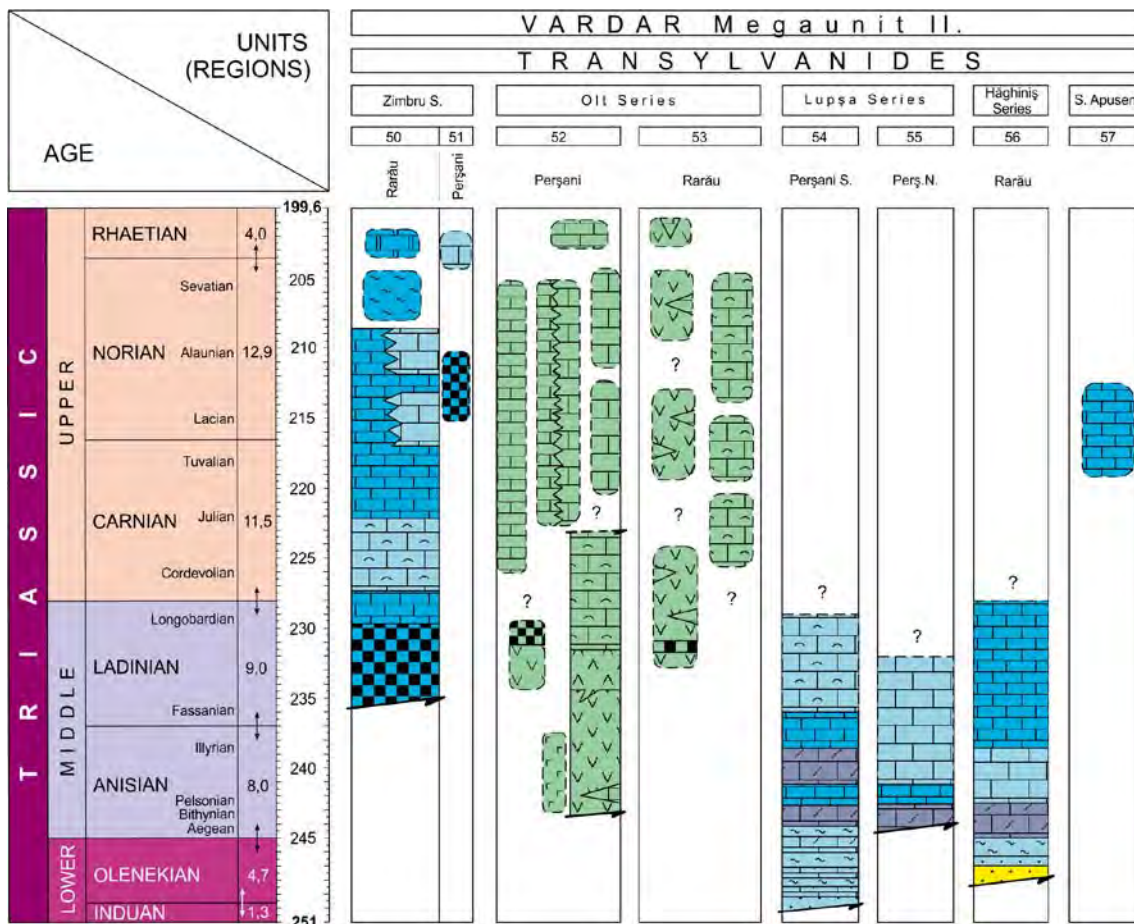 VARDAR Megaunit II.
TRANSYLVANIDES
UNITS
(REGIONS)
AGE
Zimbru S.
Olt Series
Lupşa Series
Hăghiniş
Series
S. Apusen
50
51
52
53
54
55
56
57
Rarău
Perşani
Perşani
Rarău
Perşani S.
Perş.N.
Rarău
199,6
TRIASSIC
UPPER
RHAETIAN
4,0
Sevatian
205
NORIAN
Alaunian
12,9
210
?
Lacian
215
Tuvalian
220
CARNIAN
Julian
11,5
?
?
225
Cordevolian
?
?
?
?
Longobardian
230
?
MIDDLE
LADINIAN
9,0
235
Fassanian
Illyrian
240
ANISIAN
8,0
Pelsonian
Bithynian
Aegean
245
LOWER
OLENEKIAN
4,7
INDUAN
1,3
251